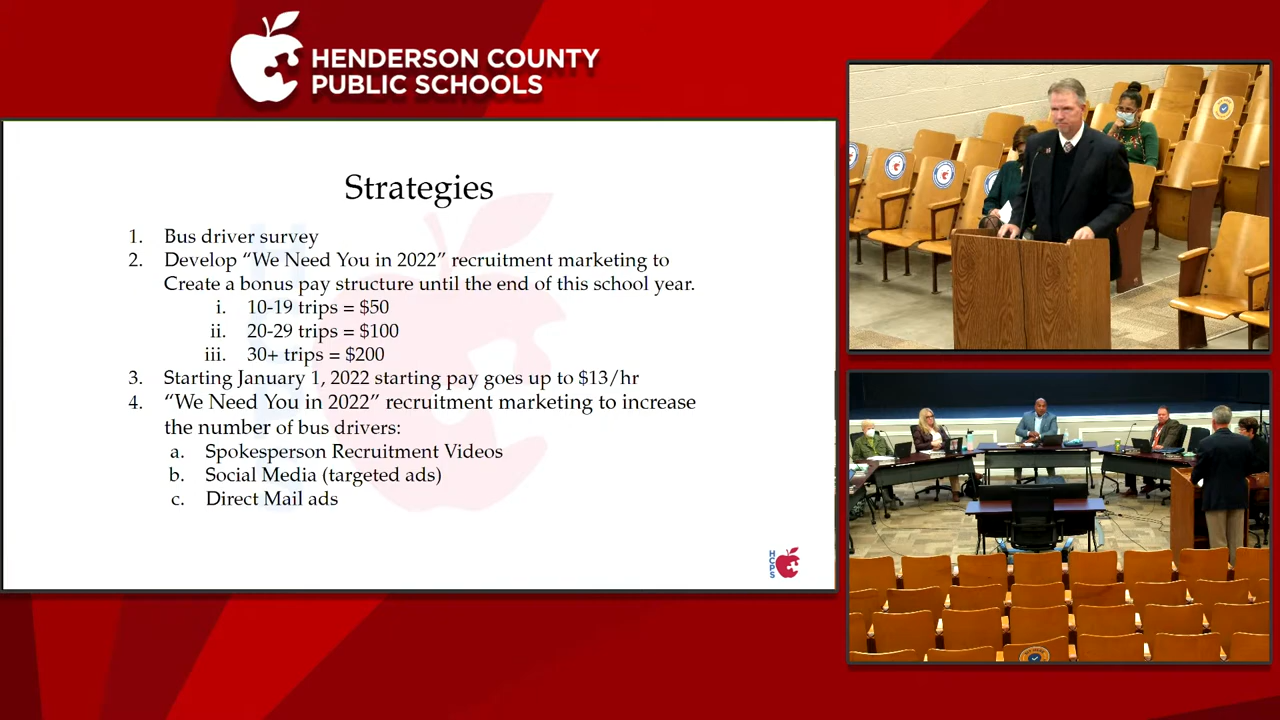 HENDERSON COUNTY
PUBLIC SCHOOLS
Strategies
1. Bus driver survey
2. Develop “We Need You in 2022” recruitment marketing to
Create a bonus pay structure until the end of this school year.
i. 10-19 trips = $50
ii. 20-29 trips = $100
iii. 30+ trips = $200
3. Starting January 1, 2022 starting pay goes up to $13/hr
4. “We Need You in 2022” recruitment marketing to increase
the number of bus drivers:
a. Spokesperson Recruitment Videos
b. Social Media (targeted ads)
c. Direct Mail ads
HCPS